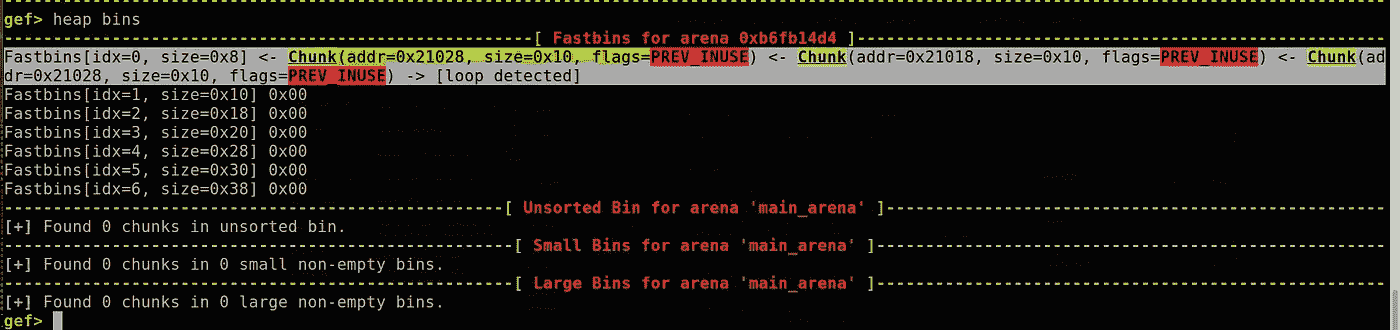 gef> heap bins
[ Fastbins for arena 0xb6fb14d4 ]
Fastbins[idx=0, size=0x8] <- Chunk(addr=0x21028, size=0x10, flags=PREV_INUSE) <- Chunk(addr=0x21018, size=0x10, flags=PREV_INUSE) <- Chunk(ad
dr=0x21028, size=0x10, flags=PREV_INUSE) -> [loop detected]
Fastbins[idx=1, size=0x10] 0x00
Fastbins[idx=2, size=0x18] 0x00
Fastbins[idx=3, size=0x20] 0x00
Fastbins[idx=4, size=0x28] 0x00
Fastbins[idx=5, size=0x30] 0x00
Fastbins[idx=6, size=0x38] 0x00
[ Unsorted Bin for arena 'main_arena' ]
[+] Found 0 chunks in unsorted bin.
[ Small Bins for arena 'main_arena' ]
[+] Found 0 chunks in 0 small non-empty bins.
[ Large Bins for arena 'main_arena' ]
[+] Found 0 chunks in 0 large non-empty bins.
gef>